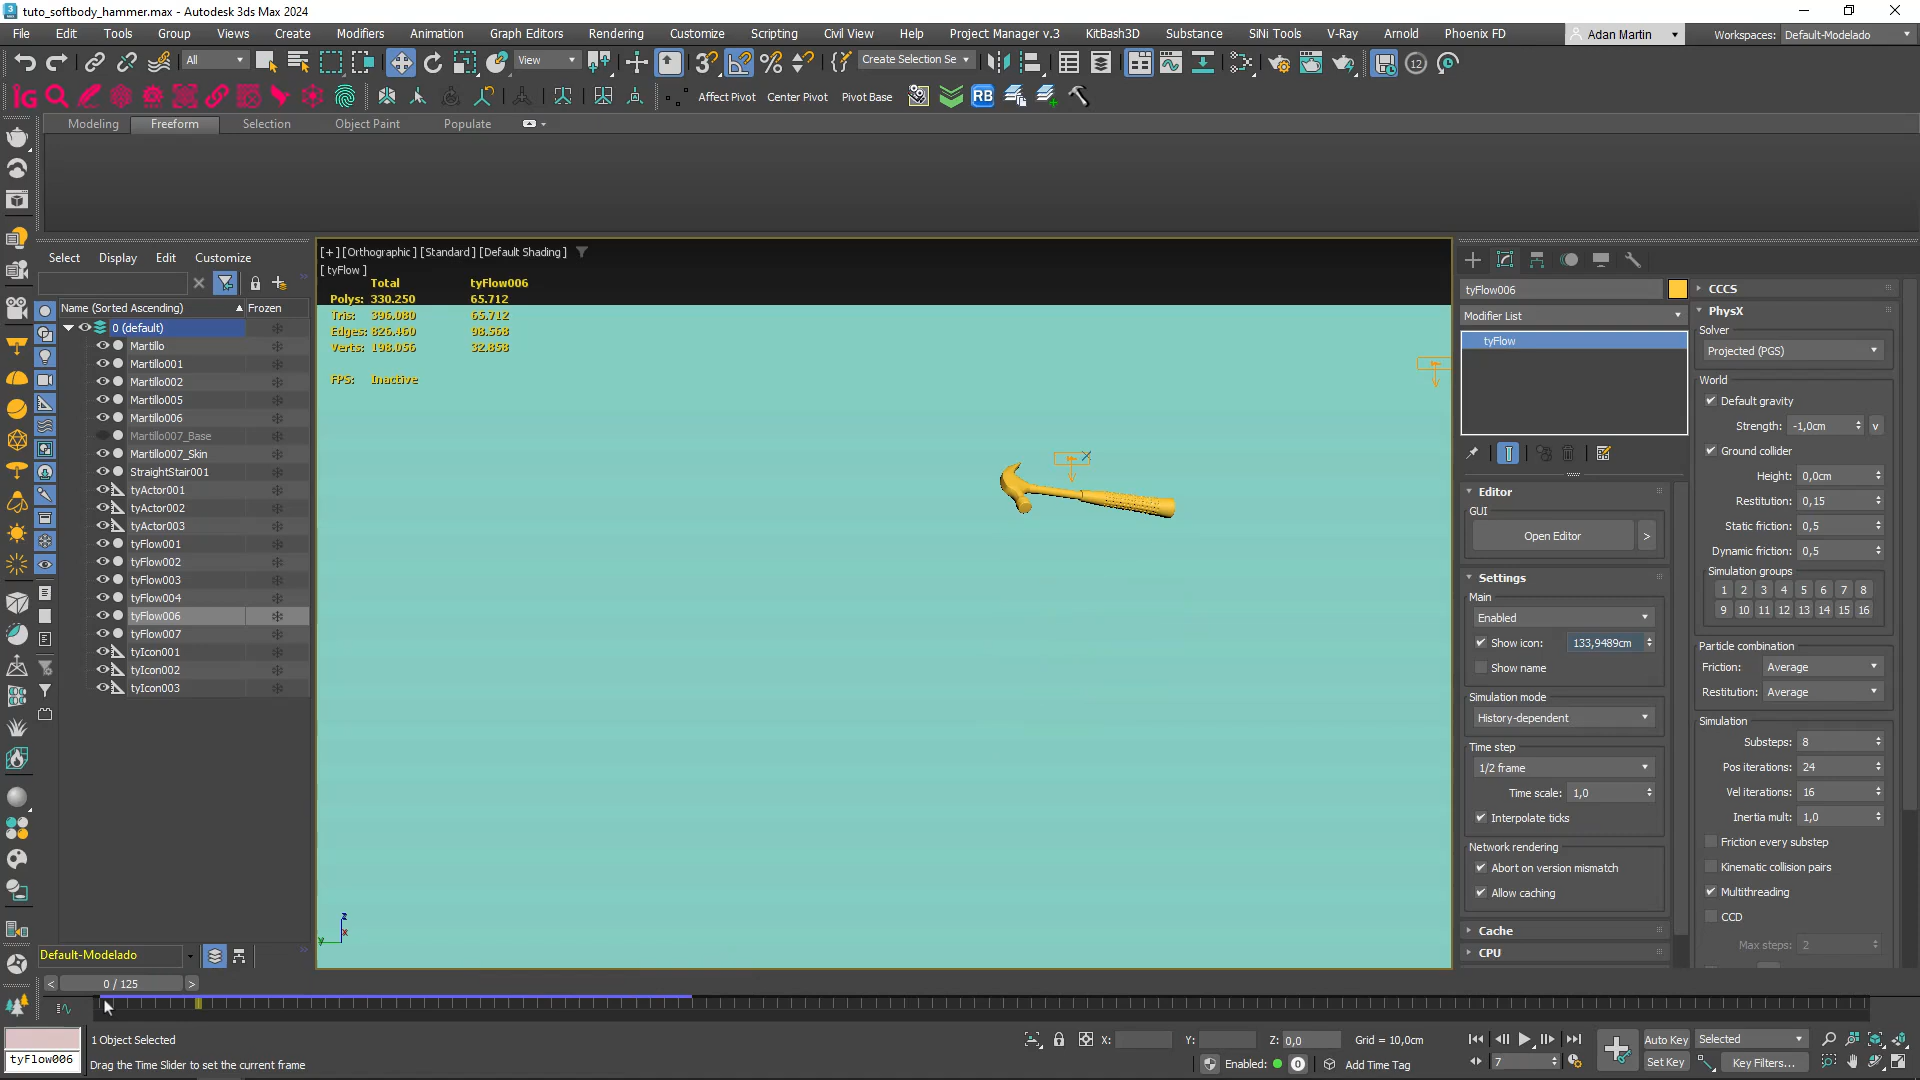 tuto_softbody_hammer.max - Autodesk 3ds Max 2024
File Edit Tools Group Views Create Modifiers Animation Graph Editors Rendering Customize Scripting Civil View Help Project Manager v.3 KitBash3D Substance SiNi Tools V-Ray Arnold Phoenix FD Adan Martin Workspaces: Default-Modelado
All View Create Selection Se
Affect Pivot Center Pivot Pivot Base RB
Modeling Freeform Selection Object Paint Populate
Select Display Edit Customize
Name (Sorted Ascending) Frozen
0 (default)
Martillo
Martillo001
Martillo002
Martillo005
Martillo006
Martillo007_Base
Martillo007_Skin
StraightStair001
tyActor001
tyActor002
tyActor003
tyFlow001
tyFlow002
tyFlow003
tyFlow004
tyFlow006
tyFlow007
tyIcon001
tyIcon002
tyIcon003
Default-Modelado
[+] [Orthographic] [Standard] [Default Shading]
[ tyFlow ]
Total tyFlow006
Polys: 330.250 65.712
Tris: 396.080 65.712
Edges: 826.460 98.568
Verts: 198.056 32.858
FPS: Inactive
z
x
y
tyFlow006
Modifier List
tyFlow
Editor
GUI
Open Editor >
Settings
Main
Enabled
Show icon: 133,9489cm
Show name
Simulation mode
History-dependent
Time step
1/2 frame
Time scale: 1,0
Interpolate ticks
Network rendering
Abort on version mismatch
Allow caching
Cache
CPU
CCCS
PhysX
Solver
Projected (PGS)
World
Default gravity
Strength: -1,0cm v
Ground collider
Height: 0,0cm
Restitution: 0,15
Static friction: 0,5
Dynamic friction: 0,5
Simulation groups
1 2 3 4 5 6 7 8
9 10 11 12 13 14 15 16
Particle combination
Friction: Average
Restitution: Average
Simulation
Substeps: 8
Pos iterations: 24
Vel iterations: 16
Inertia mult: 1,0
Friction every substep
Kinematic collision pairs
Multithreading
CCD
Max steps: 2
< 0 / 125 >
tyFlow006
1 Object Selected
Drag the Time Slider to set the current frame
X: Y: Z: 0,0 Grid = 10,0cm
Enabled: 0 Add Time Tag
7
Auto Key Selected
Set Key Key Filters...